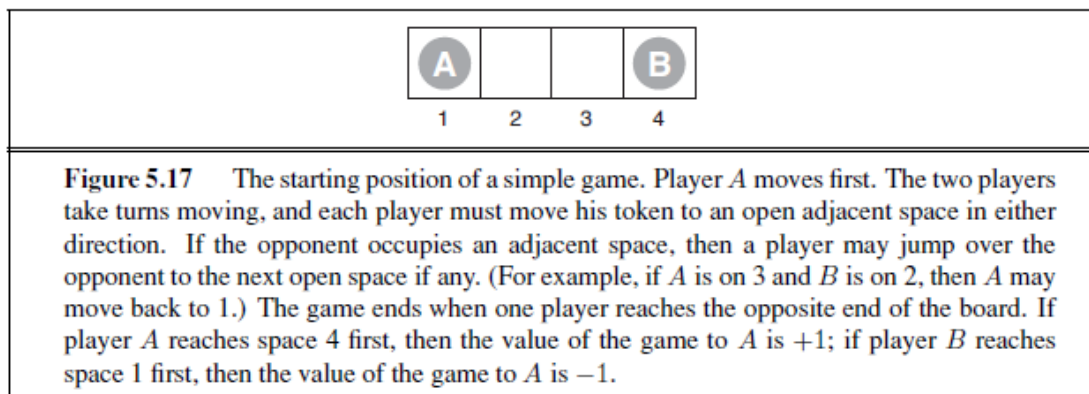 A B
1 2 3 4
Figure 5.17 The starting position of a simple game. Player A moves first. The two players
take turns moving, and each player must move his token to an open adjacent space in either
direction. If the opponent occupies an adjacent space, then a player may jump over the
opponent to the next open space if any. (For example, if A is on 3 and B is on 2, then A may
move back to 1.) The game ends when one player reaches the opposite end of the board. If
player A reaches space 4 first, then the value of the game to A is +1; if player B reaches
space 1 first, then the value of the game to A is −1.